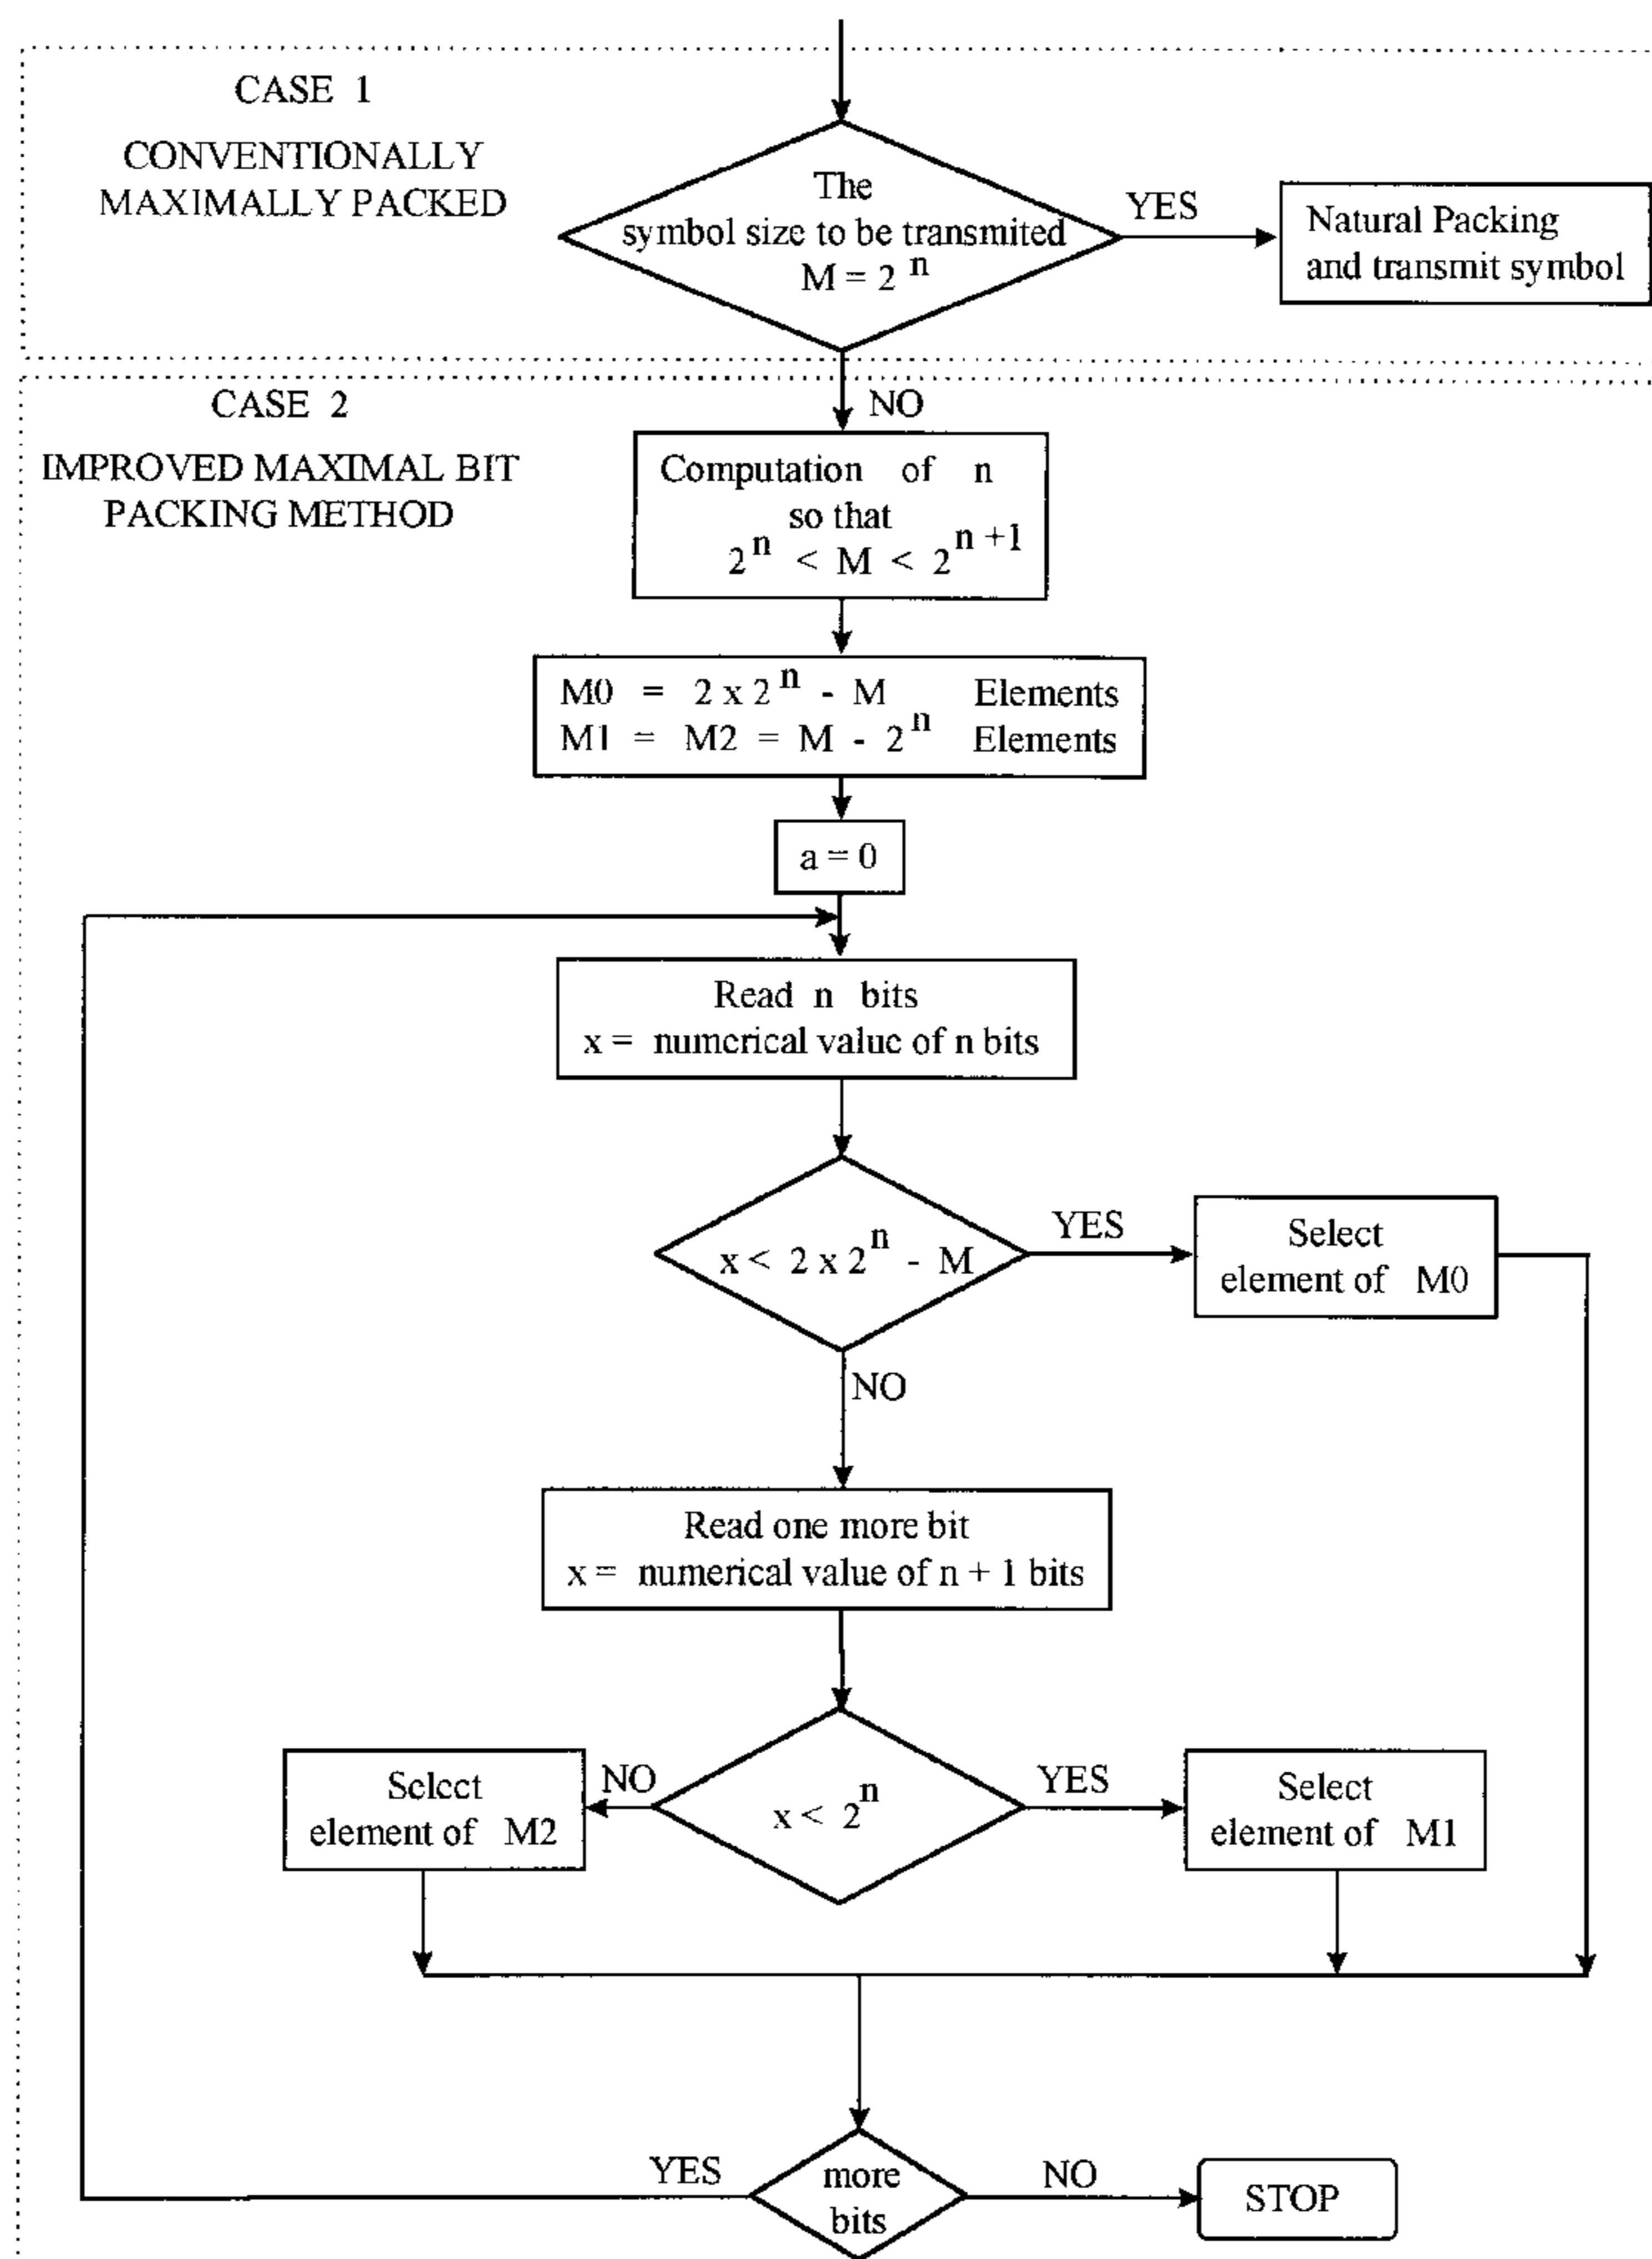 CASE 1
CONVENTIONALLY
MAXIMALLY PACKED
The
symbol size to be transmited
M = 2^n
YES
Natural Packing
and transmit symbol
CASE 2
IMPROVED MAXIMAL BIT
PACKING METHOD
NO
Computation of n
so that
2^n < M < 2^n+1
M0 = 2 x 2^n - M Elements
M1 = M2 = M - 2^n Elements
a = 0
Read n bits
x = numerical value of n bits
x < 2 x 2^n - M
YES
Select
element of M0
NO
Read one more bit
x = numerical value of n + 1 bits
Select
element of M2
NO
x < 2^n
YES
Select
element of M1
YES
more
bits
NO
STOP